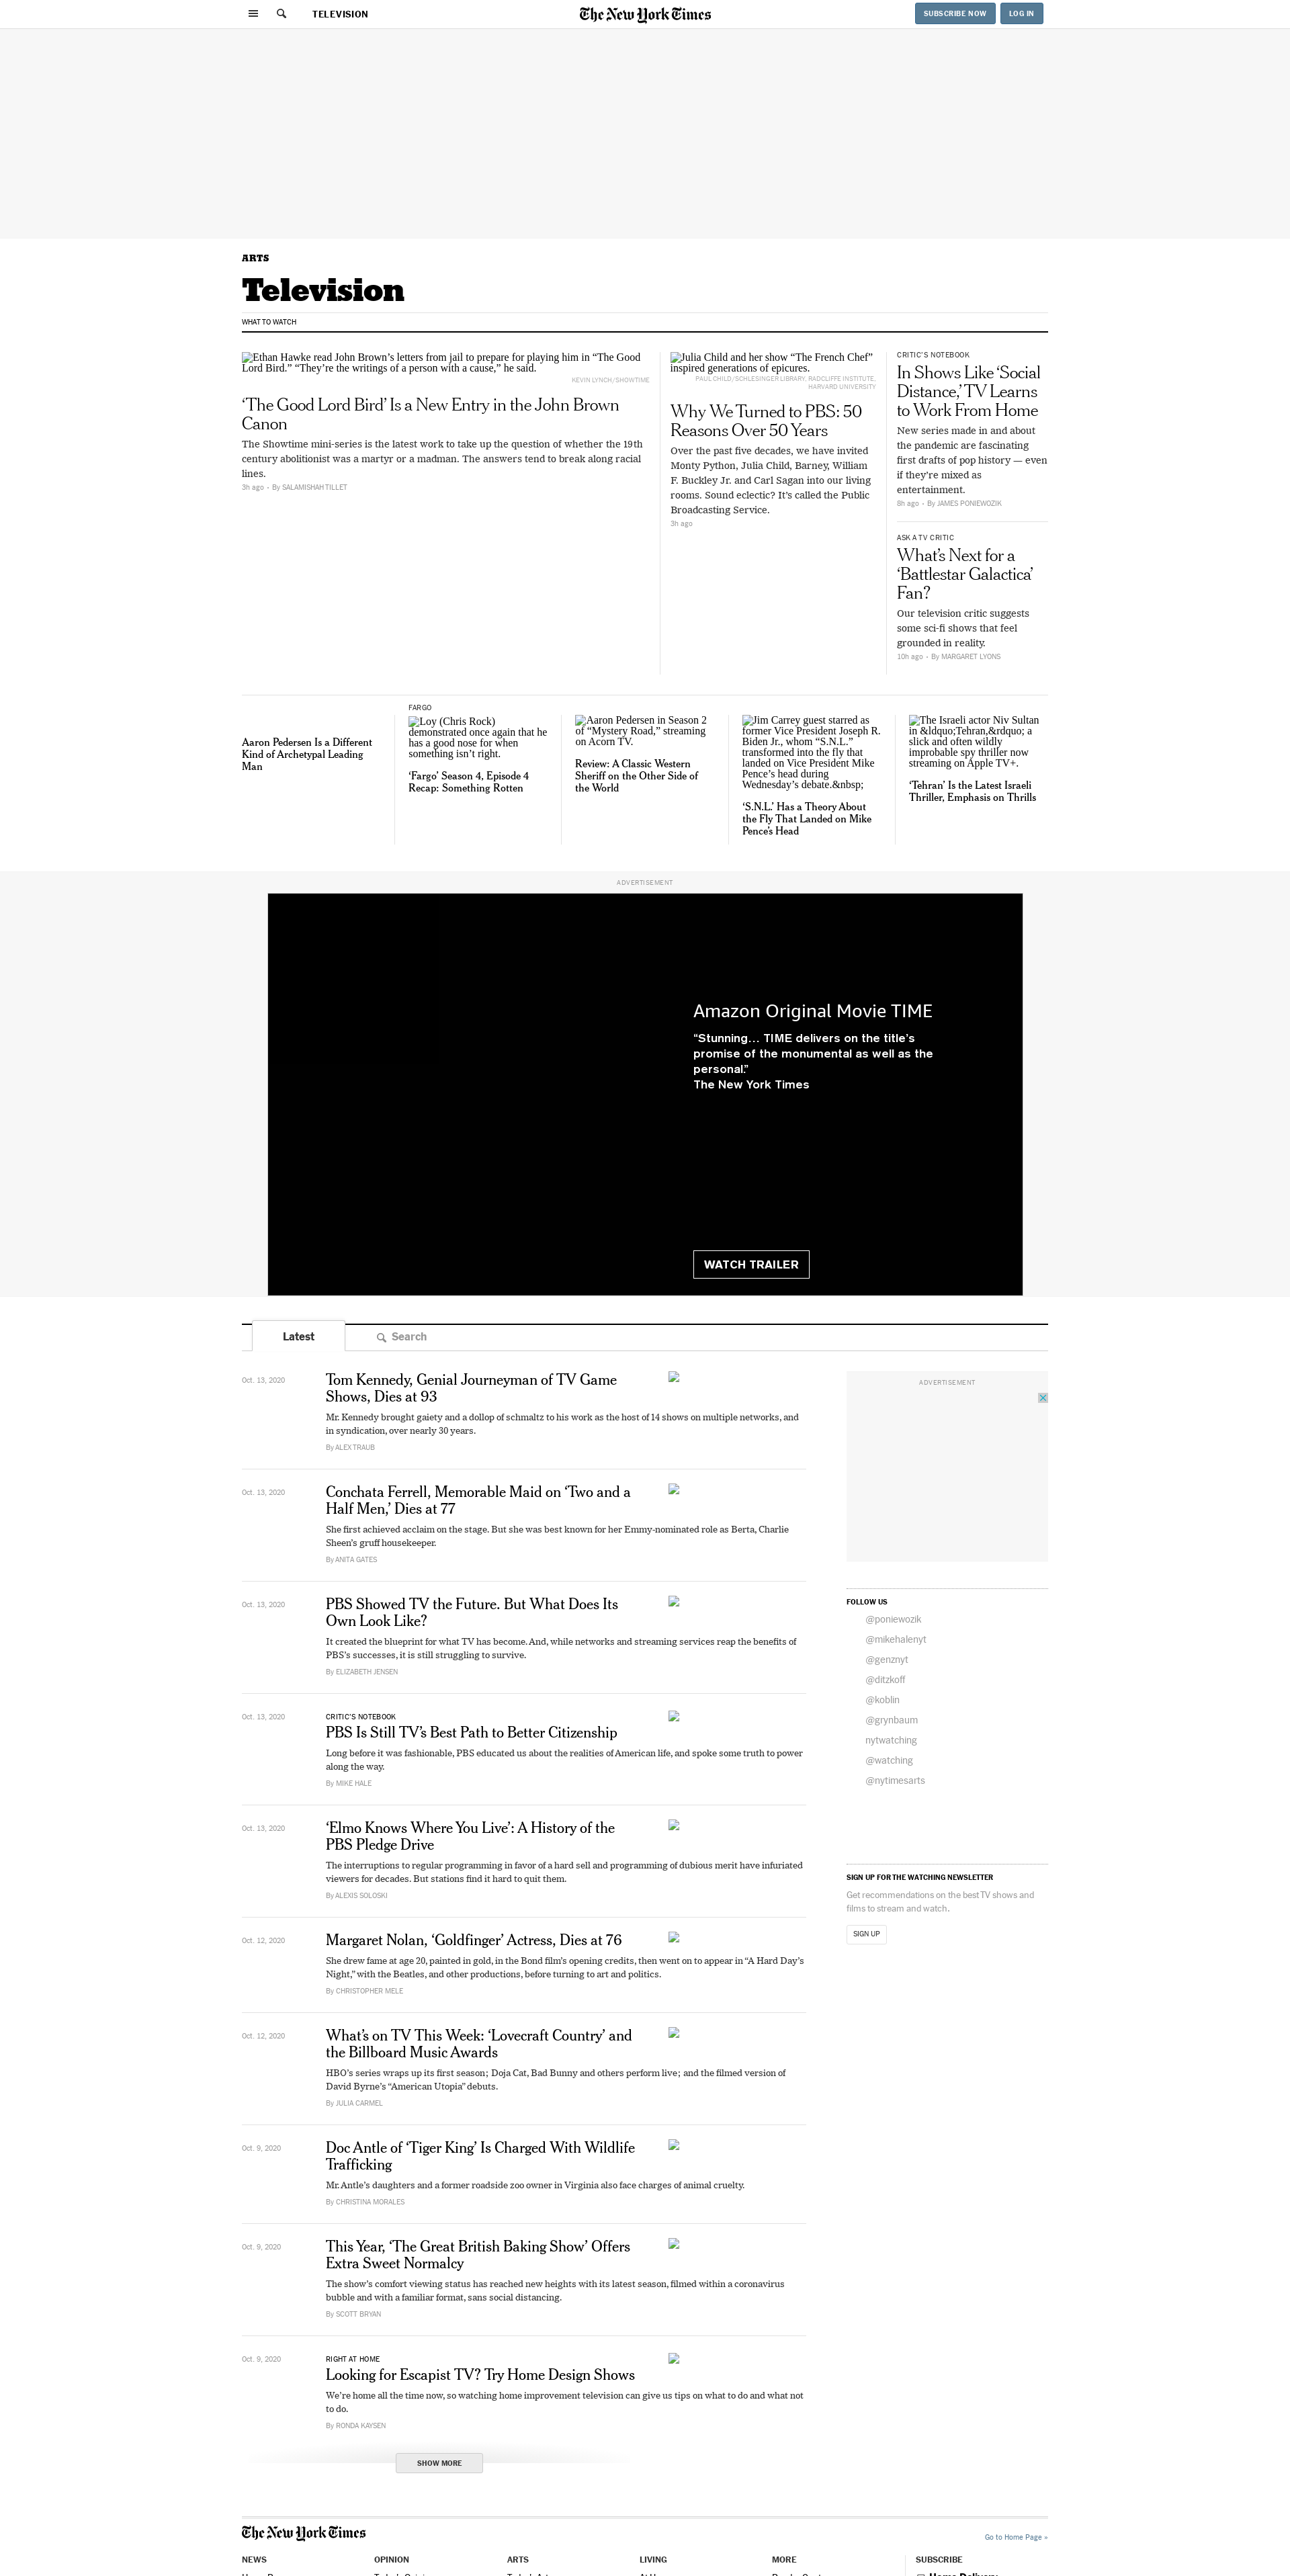 TELEVISION
The New York Times
SUBSCRIBE NOW
LOG IN
ARTS
Television
WHAT TO WATCH
Ethan Hawke read John Brown’s letters from jail to prepare for playing him in “The Good
Lord Bird.” “They’re the writings of a person with a cause,” he said.
KEVIN LYNCH/SHOWTIME
‘The Good Lord Bird’ Is a New Entry in the John Brown
Canon
The Showtime mini-series is the latest work to take up the question of whether the 19th
century abolitionist was a martyr or a madman. The answers tend to break along racial
lines.
3h ago - By SALAMISHAH TILLET
Julia Child and her show “The French Chef”
inspired generations of epicures.
PAUL CHILD/SCHLESINGER LIBRARY, RADCLIFFE INSTITUTE,
HARVARD UNIVERSITY
Why We Turned to PBS: 50
Reasons Over 50 Years
Over the past five decades, we have invited
Monty Python, Julia Child, Barney, William
F. Buckley Jr. and Carl Sagan into our living
rooms. Sound eclectic? It’s called the Public
Broadcasting Service.
3h ago
CRITIC’S NOTEBOOK
In Shows Like ‘Social
Distance,’ TV Learns
to Work From Home
New series made in and about
the pandemic are fascinating
first drafts of pop history — even
if they’re mixed as
entertainment.
8h ago - By JAMES PONIEWOZIK
ASK A TV CRITIC
What’s Next for a
‘Battlestar Galactica’
Fan?
Our television critic suggests
some sci-fi shows that feel
grounded in reality.
10h ago - By MARGARET LYONS
Aaron Pedersen Is a Different
Kind of Archetypal Leading
Man
FARGO
Loy (Chris Rock)
demonstrated once again that he
has a good nose for when
something isn’t right.
‘Fargo’ Season 4, Episode 4
Recap: Something Rotten
Aaron Pedersen in Season 2
of “Mystery Road,” streaming
on Acorn TV.
Review: A Classic Western
Sheriff on the Other Side of
the World
Jim Carrey guest starred as
former Vice President Joseph R.
Biden Jr., whom “S.N.L.”
transformed into the fly that
landed on Vice President Mike
Pence’s head during
Wednesday’s debate.&nbsp;
‘S.N.L.’ Has a Theory About
the Fly That Landed on Mike
Pence’s Head
The Israeli actor Niv Sultan
in &ldquo;Tehran,&rdquo; a
slick and often wildly
improbable spy thriller now
streaming on Apple TV+.
‘Tehran’ Is the Latest Israeli
Thriller, Emphasis on Thrills
ADVERTISEMENT
Amazon Original Movie TIME
“Stunning… TIME delivers on the title’s
promise of the monumental as well as the
personal.”
The New York Times
WATCH TRAILER
Latest
Search
Oct. 13, 2020
Tom Kennedy, Genial Journeyman of TV Game
Shows, Dies at 93
Mr. Kennedy brought gaiety and a dollop of schmaltz to his work as the host of 14 shows on multiple networks, and
in syndication, over nearly 30 years.
By ALEX TRAUB
Oct. 13, 2020
Conchata Ferrell, Memorable Maid on ‘Two and a
Half Men,’ Dies at 77
She first achieved acclaim on the stage. But she was best known for her Emmy-nominated role as Berta, Charlie
Sheen’s gruff housekeeper.
By ANITA GATES
Oct. 13, 2020
PBS Showed TV the Future. But What Does Its
Own Look Like?
It created the blueprint for what TV has become. And, while networks and streaming services reap the benefits of
PBS’s successes, it is still struggling to survive.
By ELIZABETH JENSEN
Oct. 13, 2020
CRITIC’S NOTEBOOK
PBS Is Still TV’s Best Path to Better Citizenship
Long before it was fashionable, PBS educated us about the realities of American life, and spoke some truth to power
along the way.
By MIKE HALE
Oct. 13, 2020
‘Elmo Knows Where You Live’: A History of the
PBS Pledge Drive
The interruptions to regular programming in favor of a hard sell and programming of dubious merit have infuriated
viewers for decades. But stations find it hard to quit them.
By ALEXIS SOLOSKI
Oct. 12, 2020
Margaret Nolan, ‘Goldfinger’ Actress, Dies at 76
She drew fame at age 20, painted in gold, in the Bond film’s opening credits, then went on to appear in “A Hard Day’s
Night,” with the Beatles, and other productions, before turning to art and politics.
By CHRISTOPHER MELE
Oct. 12, 2020
What’s on TV This Week: ‘Lovecraft Country’ and
the Billboard Music Awards
HBO’s series wraps up its first season; Doja Cat, Bad Bunny and others perform live; and the filmed version of
David Byrne’s “American Utopia” debuts.
By JULIA CARMEL
Oct. 9, 2020
Doc Antle of ‘Tiger King’ Is Charged With Wildlife
Trafficking
Mr. Antle’s daughters and a former roadside zoo owner in Virginia also face charges of animal cruelty.
By CHRISTINA MORALES
Oct. 9, 2020
This Year, ‘The Great British Baking Show’ Offers
Extra Sweet Normalcy
The show’s comfort viewing status has reached new heights with its latest season, filmed within a coronavirus
bubble and with a familiar format, sans social distancing.
By SCOTT BRYAN
Oct. 9, 2020
RIGHT AT HOME
Looking for Escapist TV? Try Home Design Shows
We’re home all the time now, so watching home improvement television can give us tips on what to do and what not
to do.
By RONDA KAYSEN
SHOW MORE
ADVERTISEMENT
FOLLOW US
@poniewozik
@mikehalenyt
@genznyt
@ditzkoff
@koblin
@grynbaum
nytwatching
@watching
@nytimesarts
SIGN UP FOR THE WATCHING NEWSLETTER
Get recommendations on the best TV shows and
films to stream and watch.
SIGN UP
The New York Times
Go to Home Page »
NEWS
OPINION
ARTS
LIVING
MORE
SUBSCRIBE